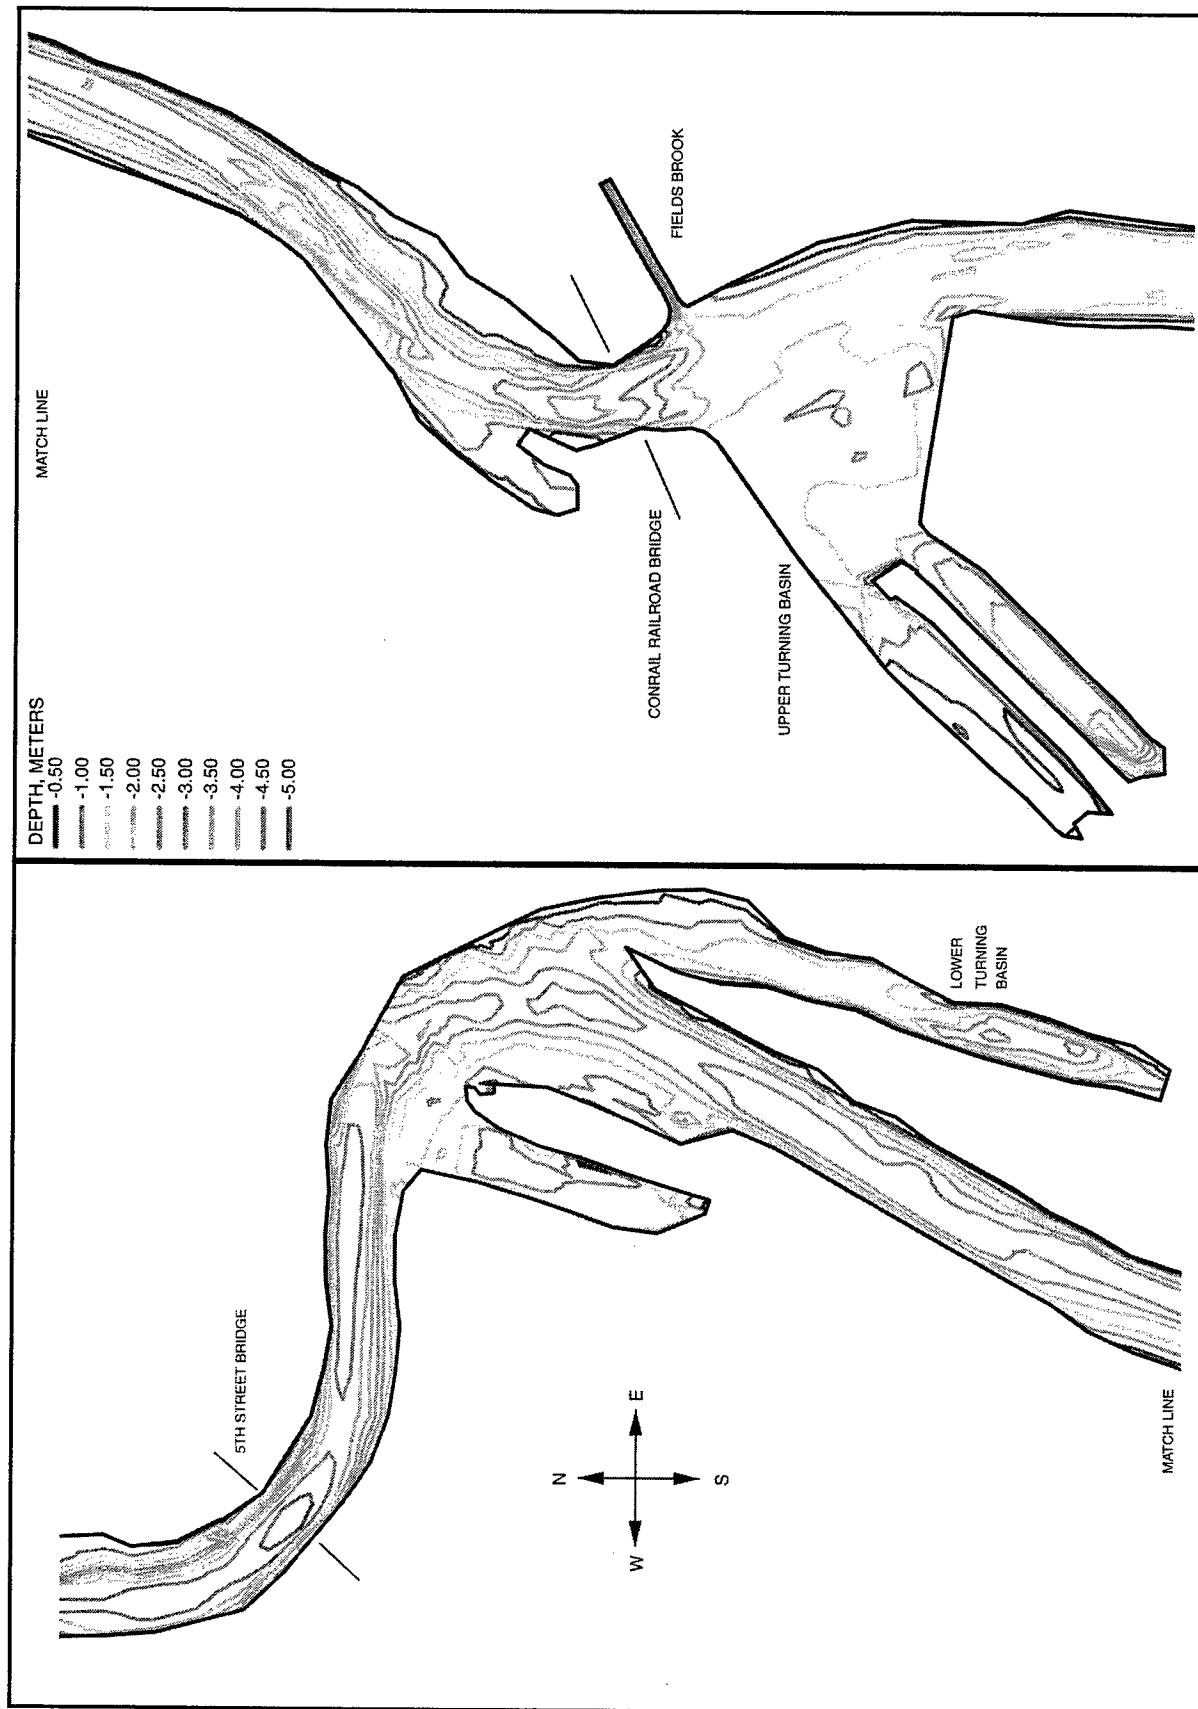 DEPTH, METERS
-0.50
-1.00
-1.50
-2.00
-2.50
-3.00
-3.50
-4.00
-4.50
-5.00
MATCH LINE
FIELDS BROOK
CONRAIL RAILROAD BRIDGE
UPPER TURNING BASIN
5TH STREET BRIDGE
LOWER
TURNING
BASIN
N
W
E
S
MATCH LINE